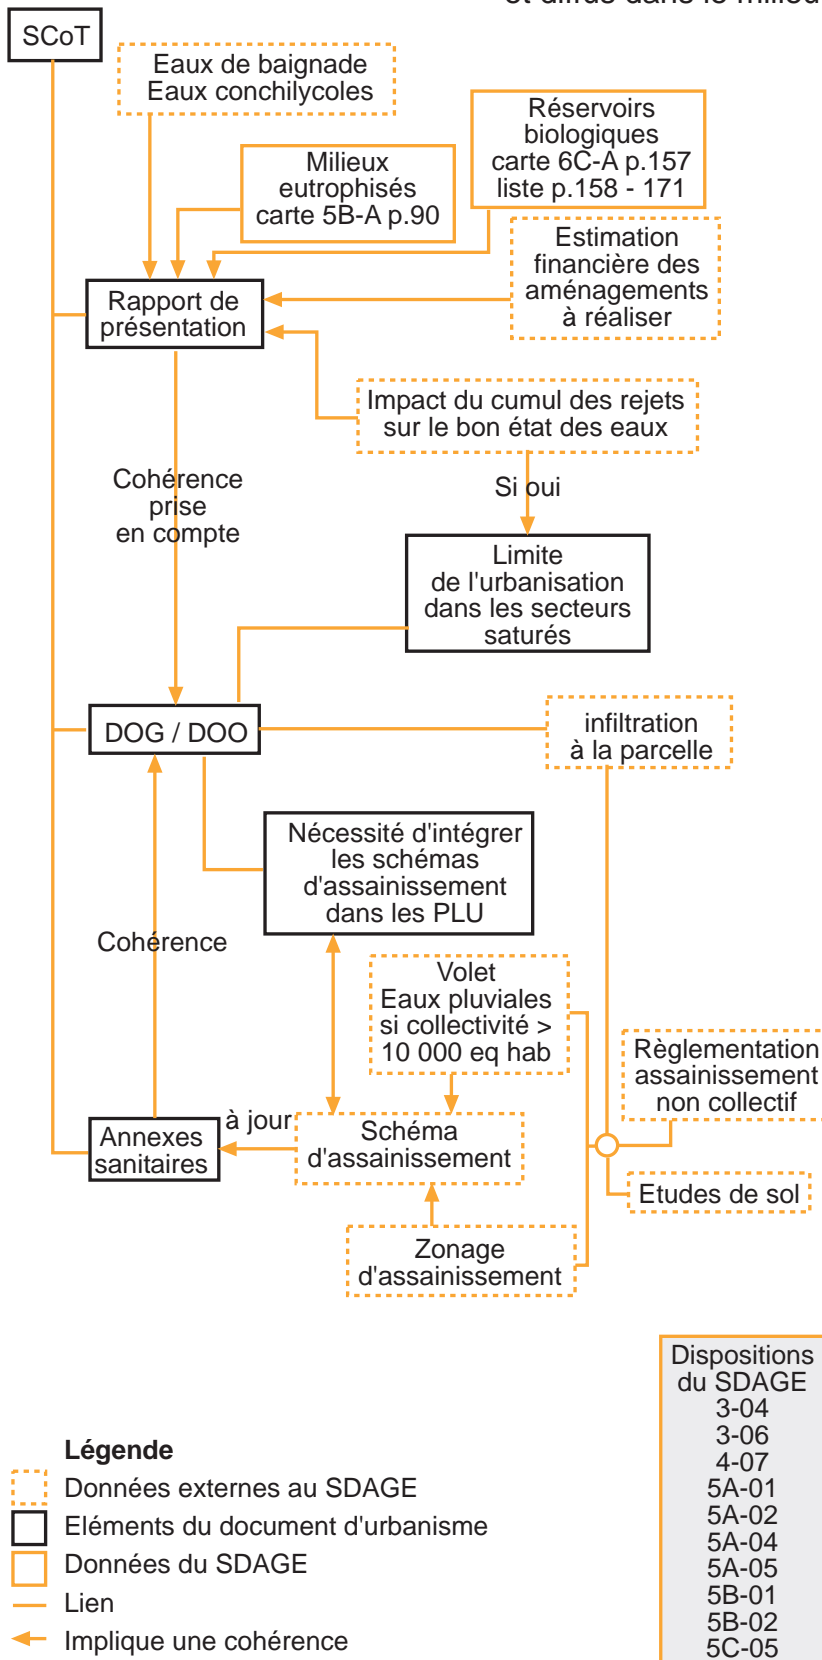 et diffus dans le milieu
SCoT
Eaux de baignade
Eaux conchilycoles
Réservoirs
biologiques
carte 6C-A p.157
liste p.158 - 171
Milieux
eutrophisés
carte 5B-A p.90
Estimation
financière des
aménagements
à réaliser
Rapport de
présentation
Impact du cumul des rejets
sur le bon état des eaux
Si oui
Cohérence
prise
en compte
Limite
de l'urbanisation
dans les secteurs
saturés
DOG / DOO
infiltration
à la parcelle
Nécessité d'intégrer
les schémas
d'assainissement
dans les PLU
Cohérence
Volet
Eaux pluviales
si collectivité >
10 000 eq hab
Règlementation
assainissement
non collectif
à jour
Annexes
sanitaires
Schéma
d'assainissement
Etudes de sol
Zonage
d'assainissement
Dispositions
du SDAGE
3-04
3-06
4-07
5A-01
5A-02
5A-04
5A-05
5B-01
5B-02
5C-05
Légende
Données externes au SDAGE
Eléments du document d'urbanisme
Données du SDAGE
Lien
Implique une cohérence